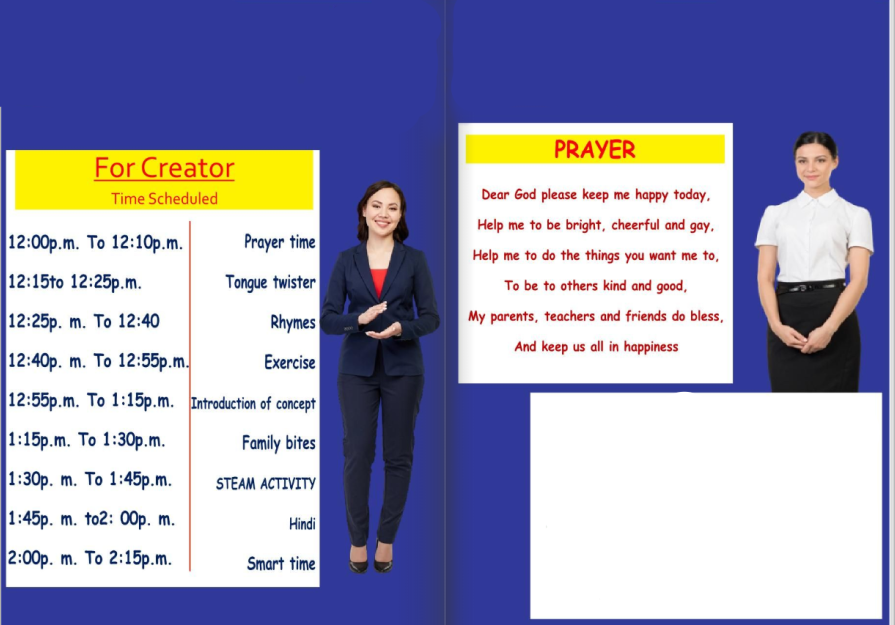 For Creator
Time Scheduled
12:00p.m. To 12:10p.m. Prayer time
12:15to 12:25p.m. Tongue twister
12:25p. m. To 12:40 Rhymes
12:40p. m. To 12:55p.m. Exercise
12:55p.m. To 1:15p.m. Introduction of concept
1:15p.m. To 1:30p.m. Family bites
1:30p. m. To 1:45p.m. STEAM ACTIVITY
1:45p. m. to2: 00p. m. Hindi
2:00p. m. To 2:15p.m. Smart time
PRAYER
Dear God please keep me happy today,
Help me to be bright, cheerful and gay,
Help me to do the things you want me to,
To be to others kind and good,
My parents, teachers and friends do bless,
And keep us all in happiness